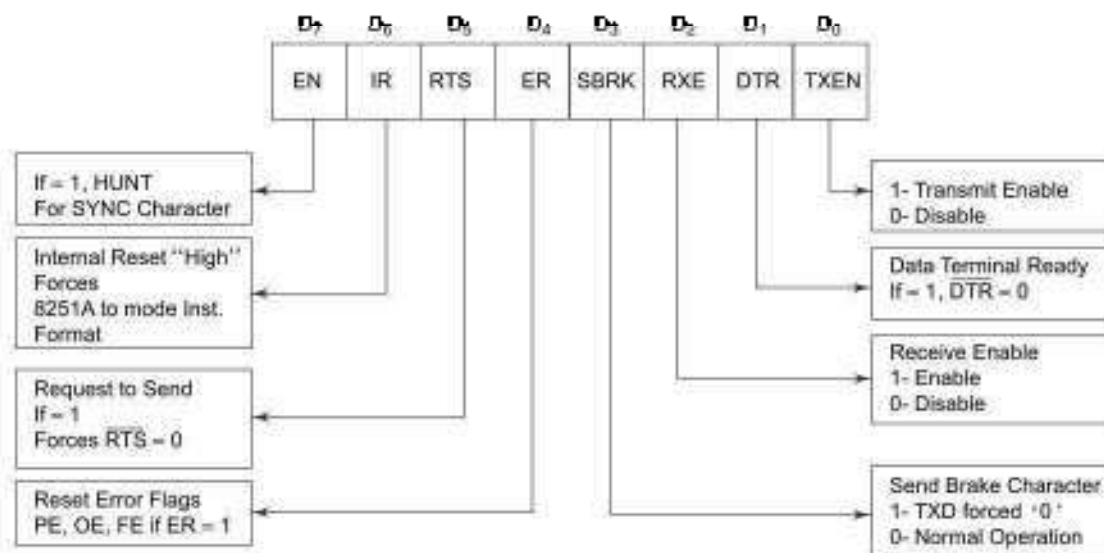 D7 D6 D5 D4 D3 D2 D1 D0
EN IR RTS ER SBRK RXE DTR TXEN
If = 1, HUNT
For SYNC Character
Internal Reset "High"
Forces
8251A to mode Inst.
Format
Request to Send
If = 1
Forces R̅T̅S̅ = 0
Reset Error Flags
PE, OE, FE if ER = 1
1- Transmit Enable
0- Disable
Data Terminal Ready
If = 1, D̅T̅R̅ = 0
Receive Enable
1- Enable
0- Disable
Send Brake Character
1- TXD forced '0'
0- Normal Operation